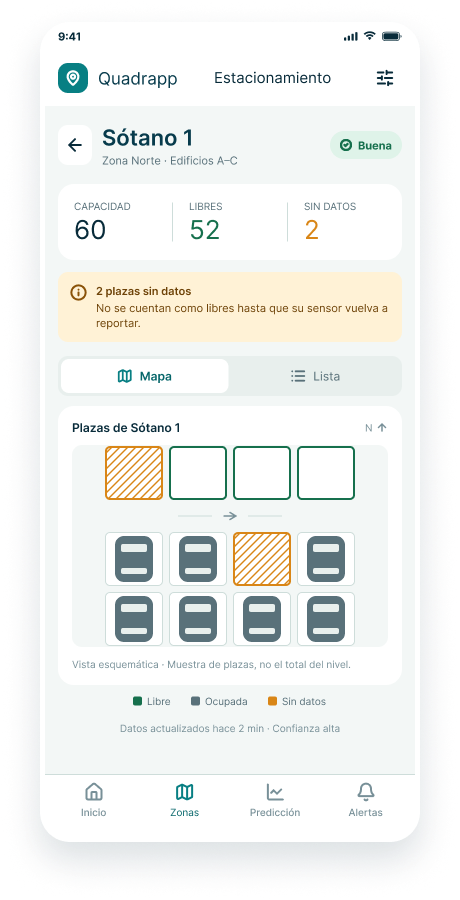 9:41
Quadrapp Estacionamiento
Sótano 1
Zona Norte · Edificios A–C
Buena
CAPACIDAD LIBRES SIN DATOS
60 52 2
2 plazas sin datos
No se cuentan como libres hasta que su sensor vuelva a
reportar.
Mapa Lista
Plazas de Sótano 1 N
Vista esquemática · Muestra de plazas, no el total del nivel.
Libre Ocupada Sin datos
Datos actualizados hace 2 min · Confianza alta
Inicio Zonas Predicción Alertas